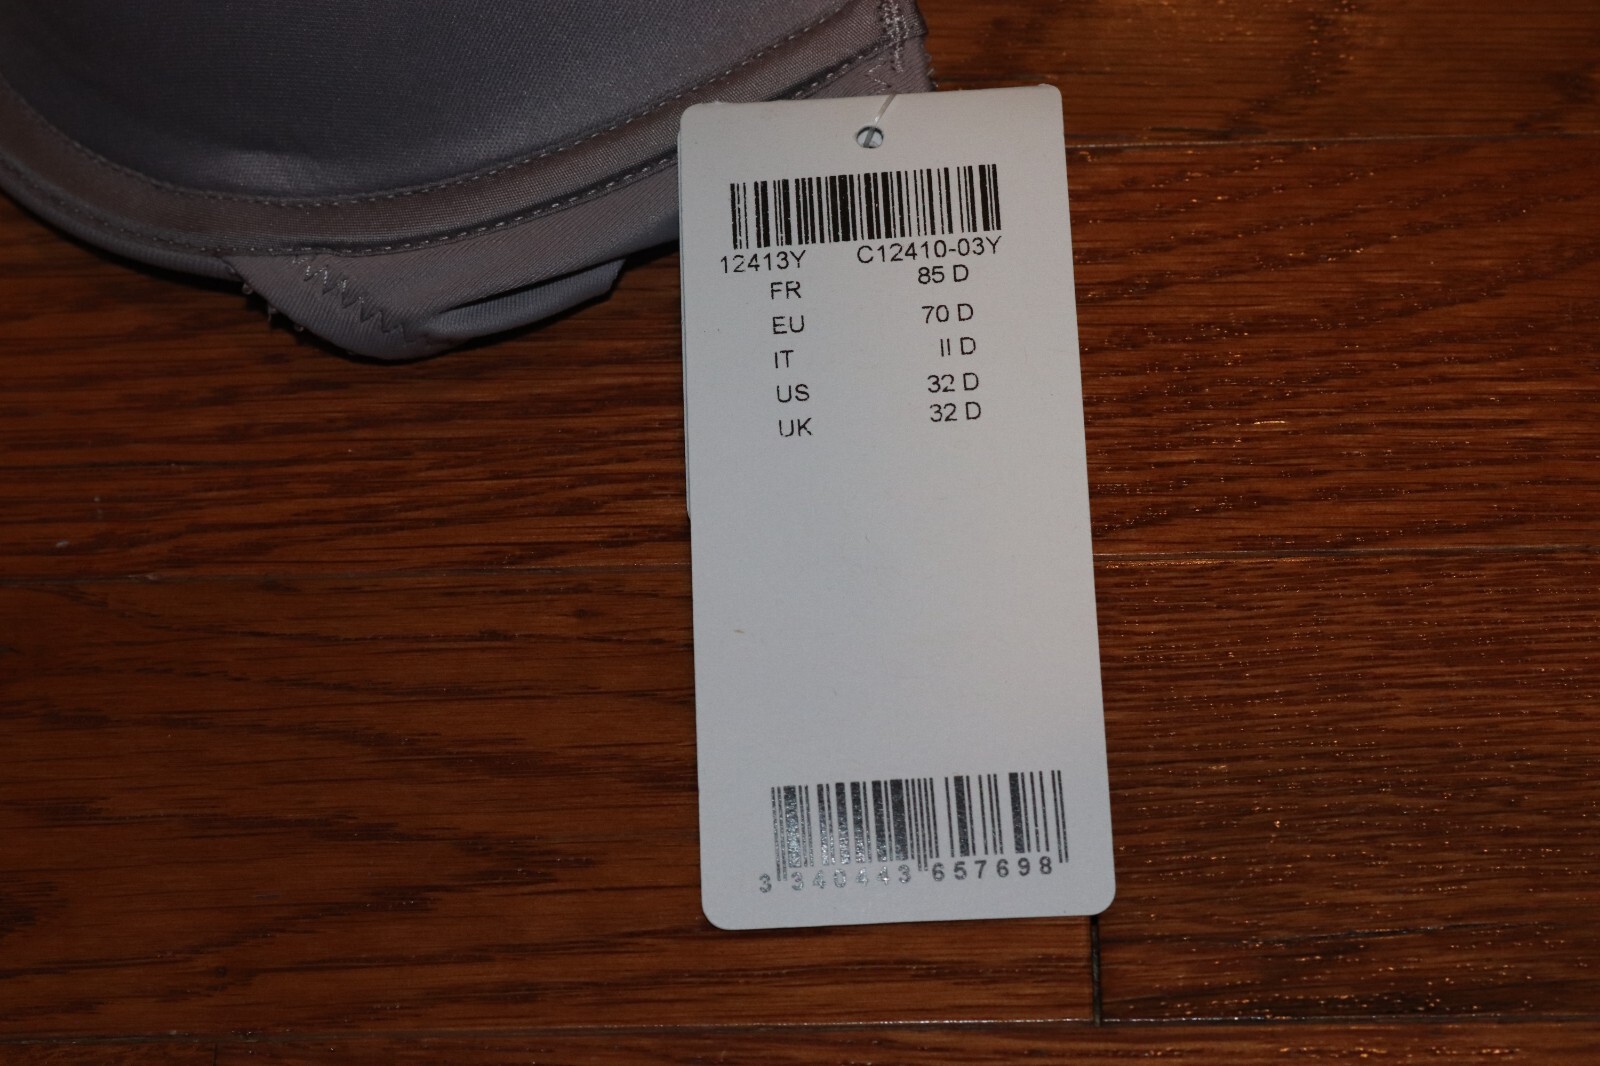 12413Y C12410-03Y
FR 85 D
EU 70 D
IT II D
US 32 D
UK 32 D
3 340443 657698